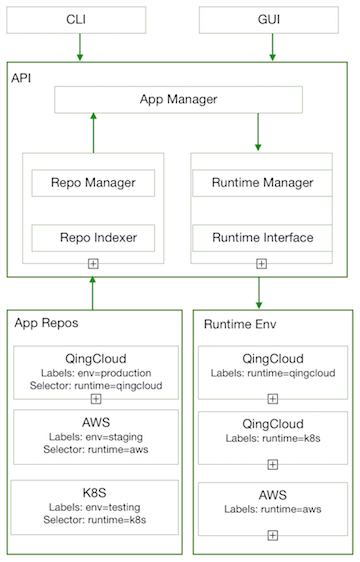 CLI
GUI
API
App Manager
Repo Manager
Runtime Manager
Repo Indexer
Runtime Interface
App Repos
QingCloud
Labels: env=production
Selector: runtime=qingcloud
AWS
Labels: env=staging
Selector: runtime=aws
K8S
Labels: env=testing
Selector: runtime=k8s
Runtime Env
QingCloud
Labels: runtime=qingcloud
QingCloud
Labels: runtime=k8s
AWS
Labels: runtime=aws